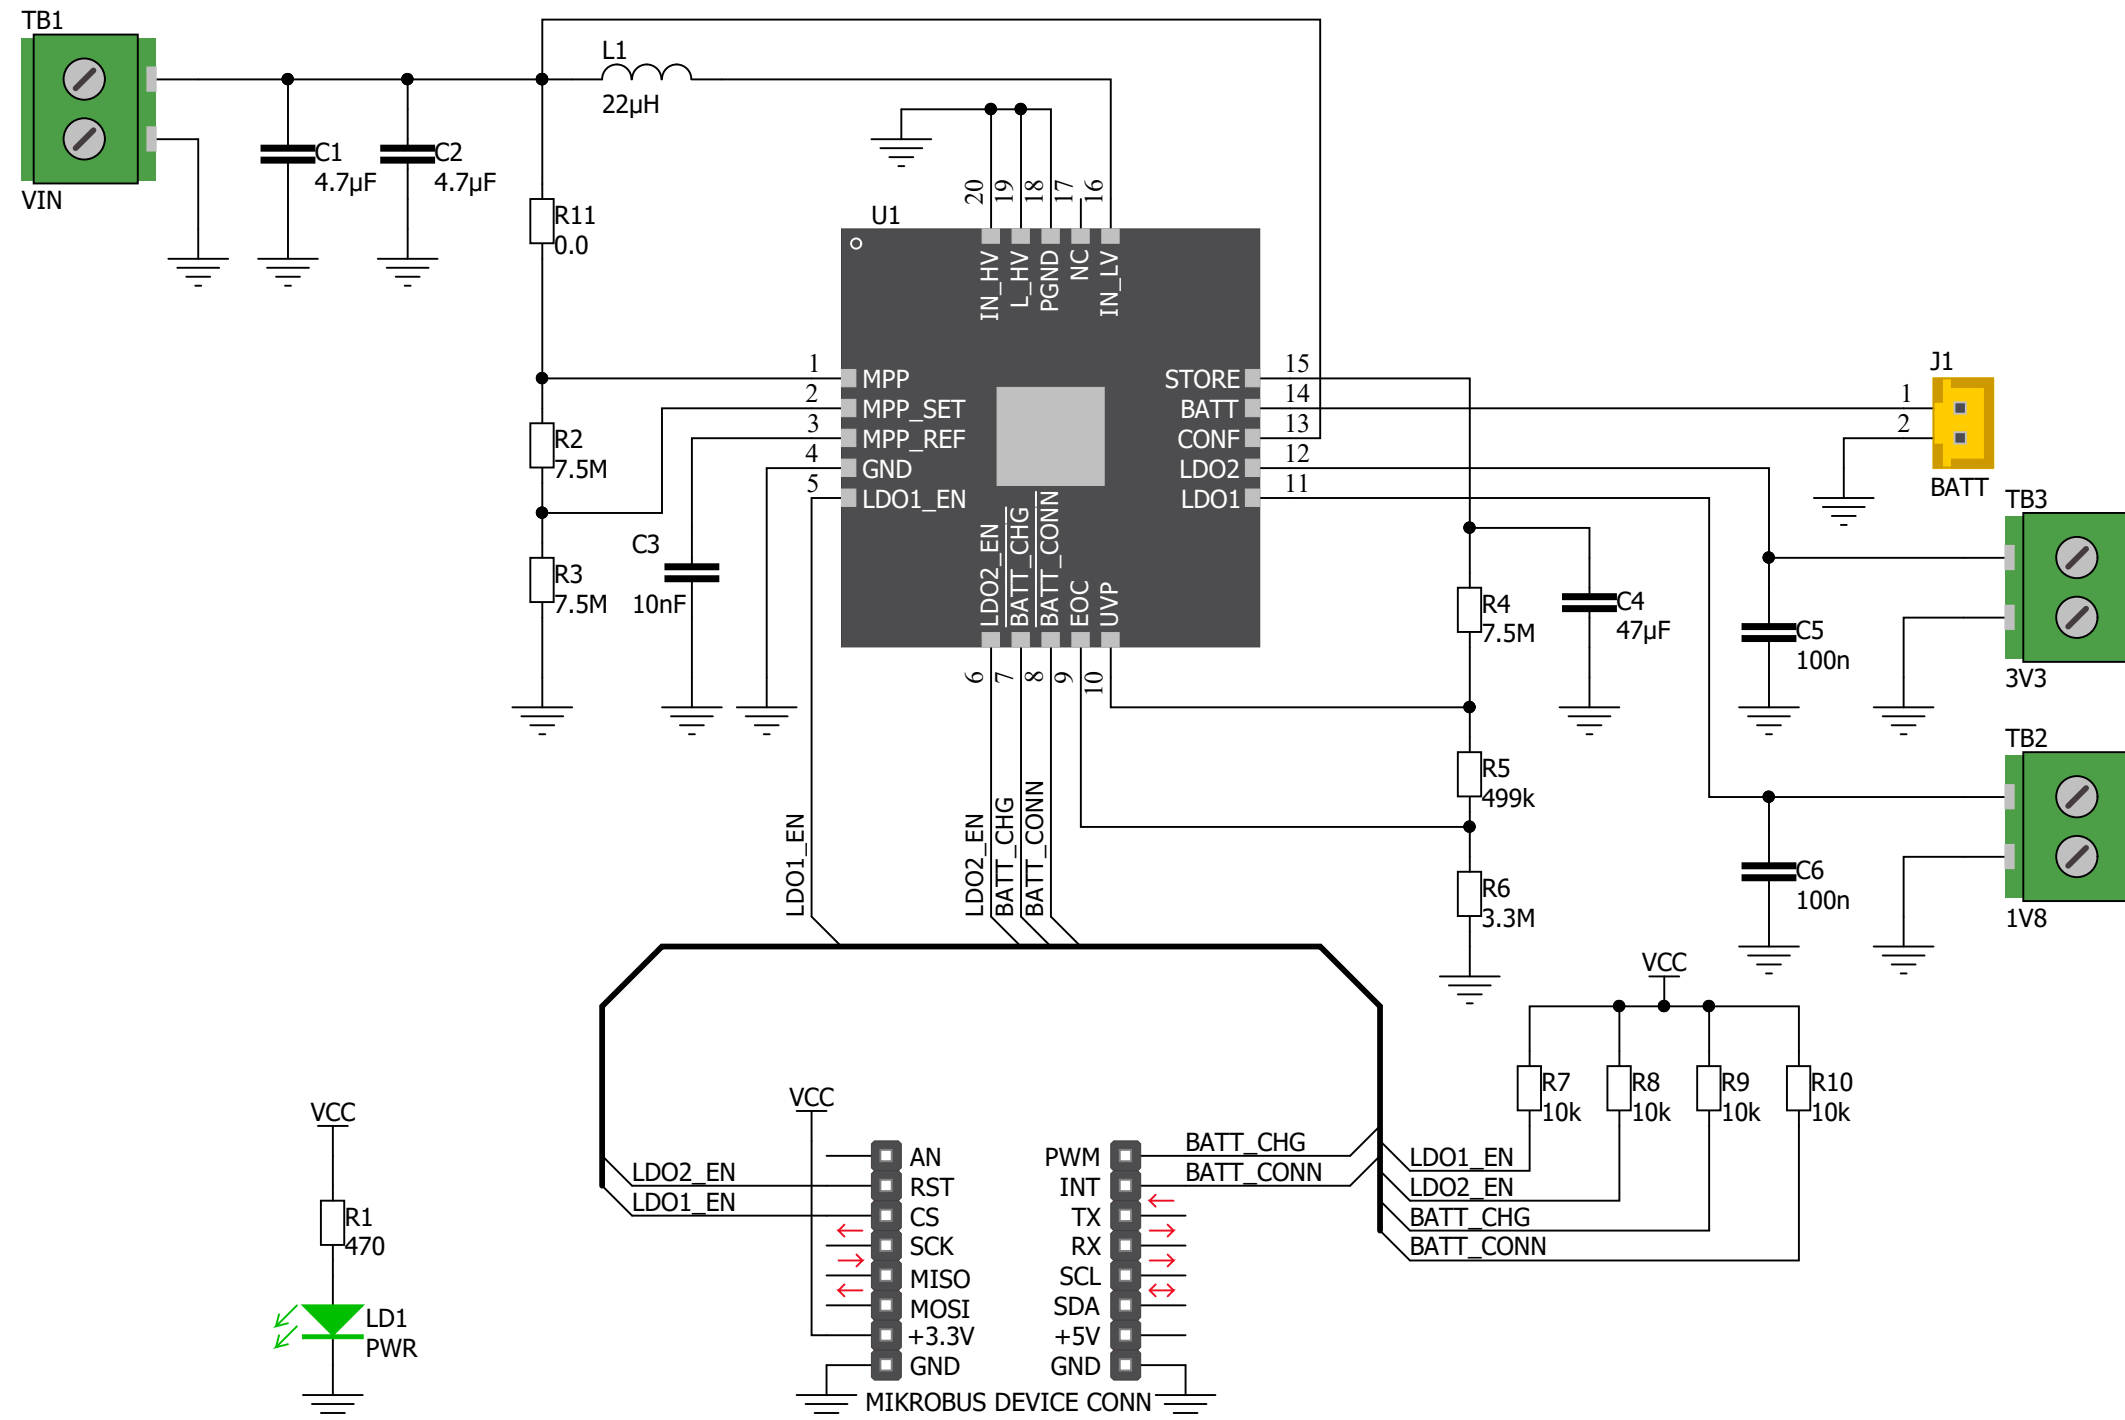 TB1
VIN
C1
4.7µF
C2
4.7µF
L1
22µH
R11
0.0
R2
7.5M
R3
7.5M
C3
10nF
U1
20
19
18
17
16
IN_HV
L_HV
PGND
NC
IN_LV
1
2
3
4
5
MPP
MPP_SET
MPP_REF
GND
LDO1_EN
STORE
BATT
CONF
LDO2
LDO1
15
14
13
12
11
LDO2_EN
BATT_CHG
BATT_CONN
EOC
UVP
6
7
8
9
10
J1
1
2
BATT
TB3
3V3
TB2
1V8
R4
7.5M
C4
47µF
C5
100n
R5
499k
R6
3.3M
C6
100n
LDO1_EN
LDO2_EN
BATT_CHG
BATT_CONN
VCC
R7
10k
R8
10k
R9
10k
R10
10k
LDO1_EN
LDO2_EN
BATT_CHG
BATT_CONN
VCC
R1
470
LD1
PWR
VCC
LDO2_EN
LDO1_EN
AN
RST
CS
SCK
MISO
MOSI
+3.3V
GND
PWM
INT
TX
RX
SCL
SDA
+5V
GND
BATT_CHG
BATT_CONN
MIKROBUS DEVICE CONN